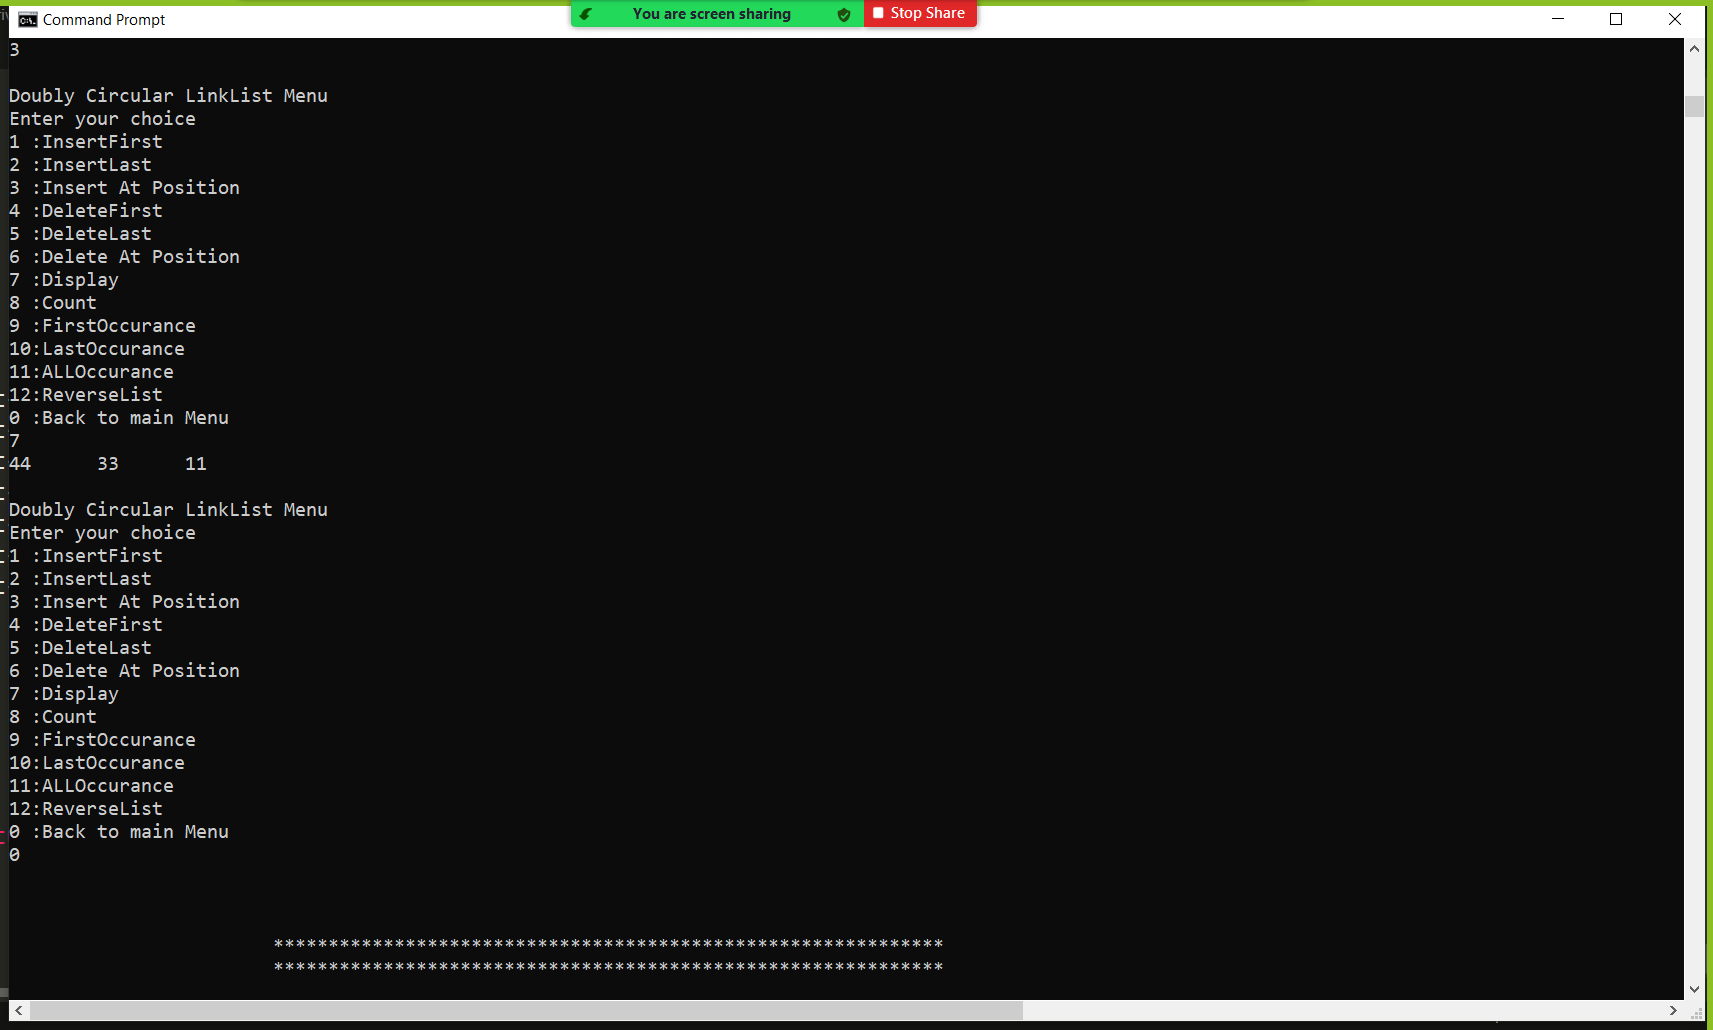 Command Prompt
You are screen sharing
Stop Share
3
Doubly Circular LinkList Menu
Enter your choice
1 :InsertFirst
2 :InsertLast
3 :Insert At Position
4 :DeleteFirst
5 :DeleteLast
6 :Delete At Position
7 :Display
8 :Count
9 :FirstOccurance
10:LastOccurance
11:ALLOccurance
12:ReverseList
0 :Back to main Menu
7
44 33 11
Doubly Circular LinkList Menu
Enter your choice
1 :InsertFirst
2 :InsertLast
3 :Insert At Position
4 :DeleteFirst
5 :DeleteLast
6 :Delete At Position
7 :Display
8 :Count
9 :FirstOccurance
10:LastOccurance
11:ALLOccurance
12:ReverseList
0 :Back to main Menu
0
*************************************************************
*************************************************************